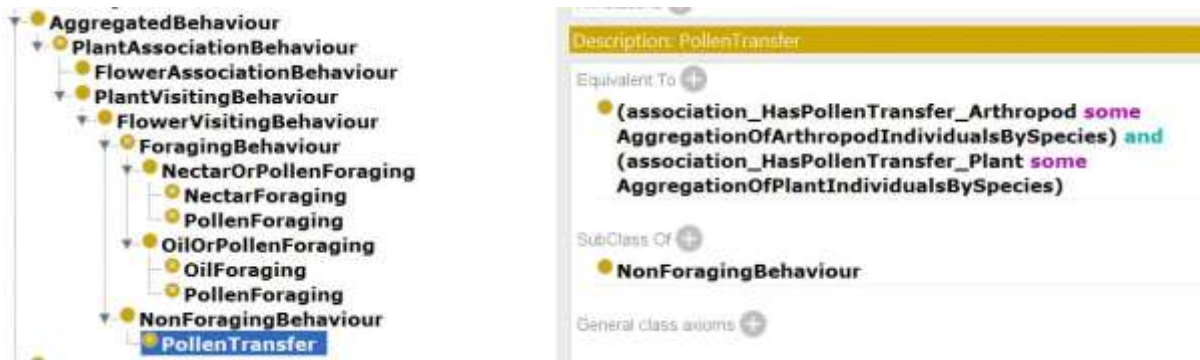 AggregatedBehaviour
PlantAssociationBehaviour
FlowerAssociationBehaviour
PlantVisitingBehaviour
FlowerVisitingBehaviour
ForagingBehaviour
NectarOrPollenForaging
NectarForaging
PollenForaging
OilOrPollenForaging
OilForaging
PollenForaging
NonForagingBehaviour
PollenTransfer
Description: PollenTransfer
Equivalent To
(association_HasPollenTransfer_Arthropod some
AggregationOfArthropodIndividualsBySpecies) and
(association_HasPollenTransfer_Plant some
AggregationOfPlantIndividualsBySpecies)
SubClass Of
NonForagingBehaviour
General class axioms